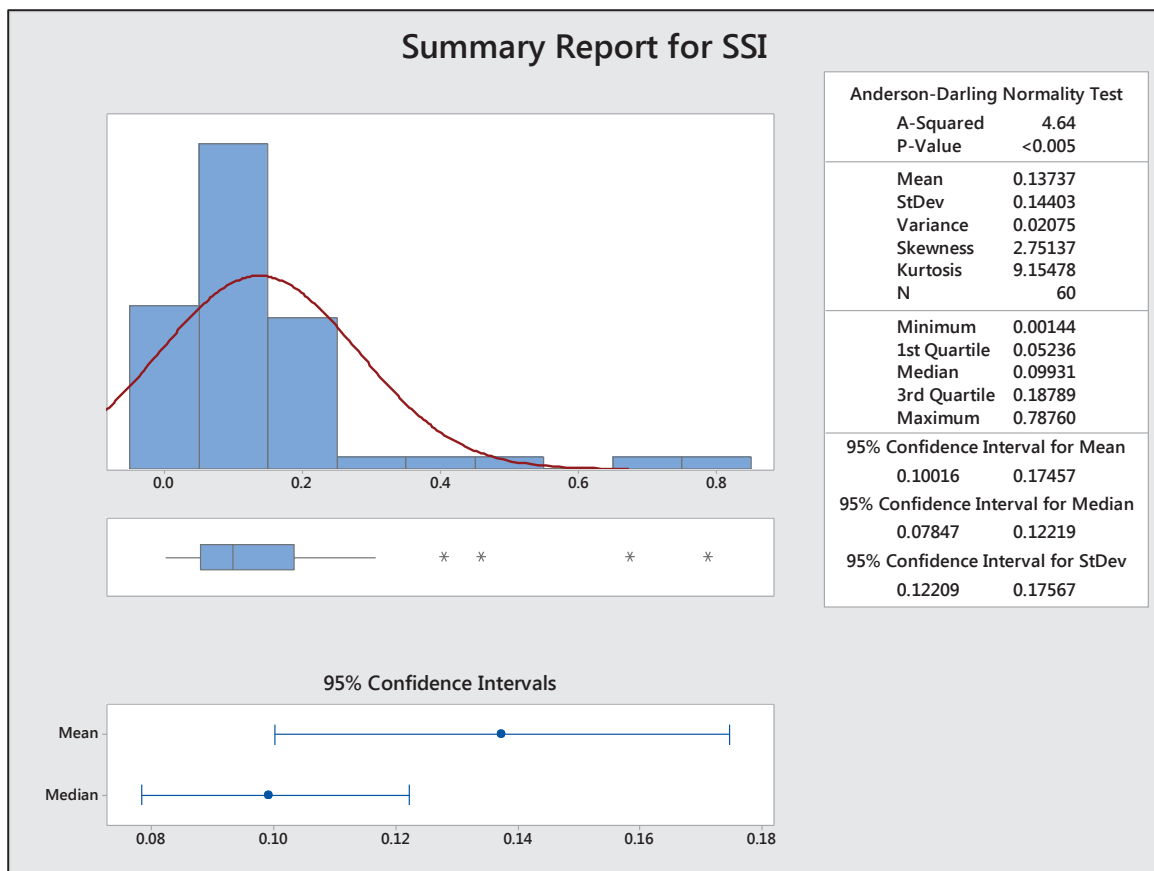 Summary Report for SSI
0.0 0.2 0.4 0.6 0.8
95% Confidence Intervals
Mean
Median
0.08 0.10 0.12 0.14 0.16 0.18
Anderson-Darling Normality Test
A-Squared 4.64
P-Value <0.005
Mean 0.13737
StDev 0.14403
Variance 0.02075
Skewness 2.75137
Kurtosis 9.15478
N 60
Minimum 0.00144
1st Quartile 0.05236
Median 0.09931
3rd Quartile 0.18789
Maximum 0.78760
95% Confidence Interval for Mean
0.10016 0.17457
95% Confidence Interval for Median
0.07847 0.12219
95% Confidence Interval for StDev
0.12209 0.17567